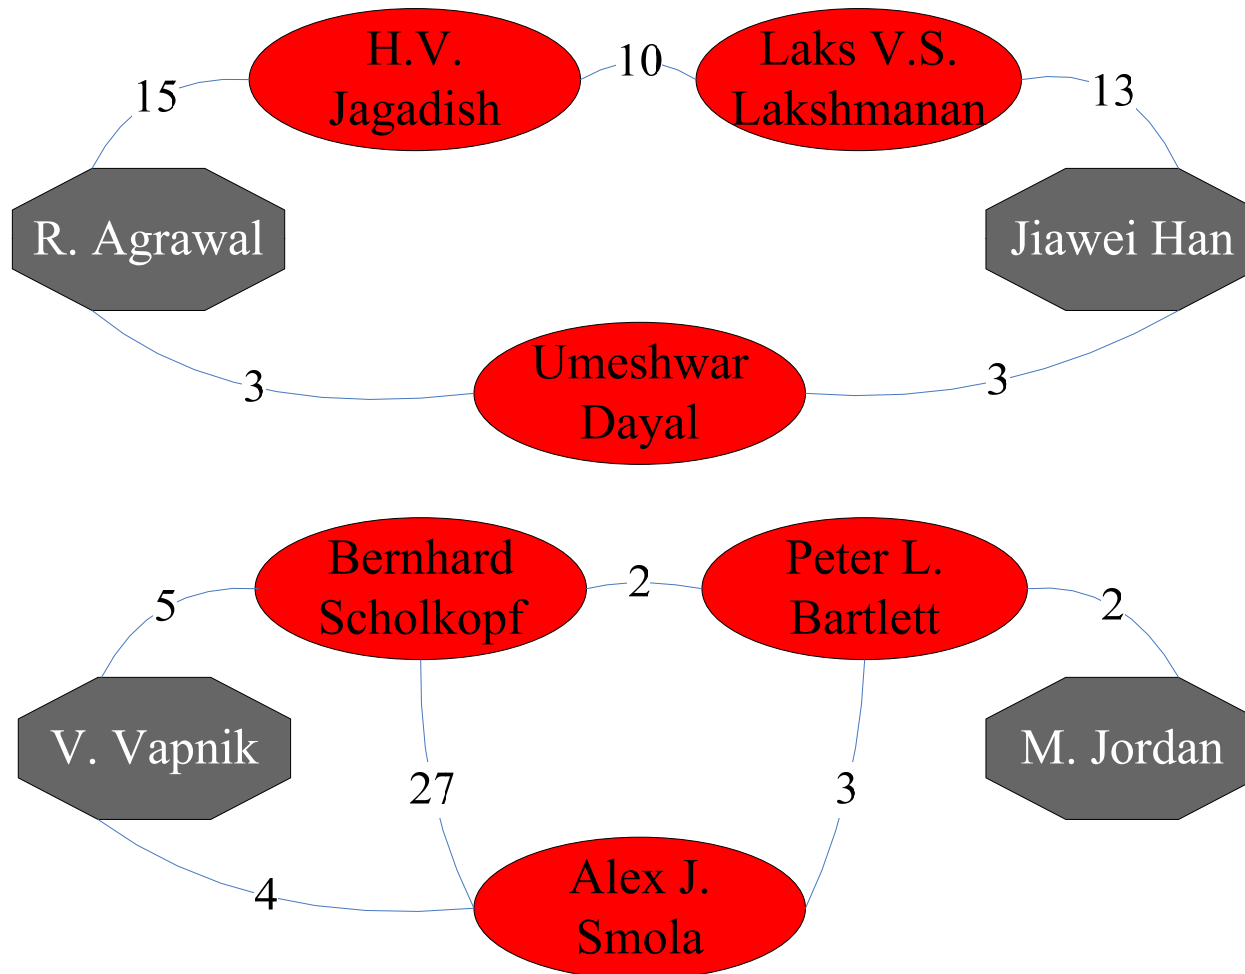 H.V.
Jagadish
10
Laks V.S.
Lakshmanan
15
13
R. Agrawal
Jiawei Han
Umeshwar
Dayal
3
3
Bernhard
Scholkopf
2
Peter L.
Bartlett
5
2
V. Vapnik
M. Jordan
27
3
4
Alex J.
Smola